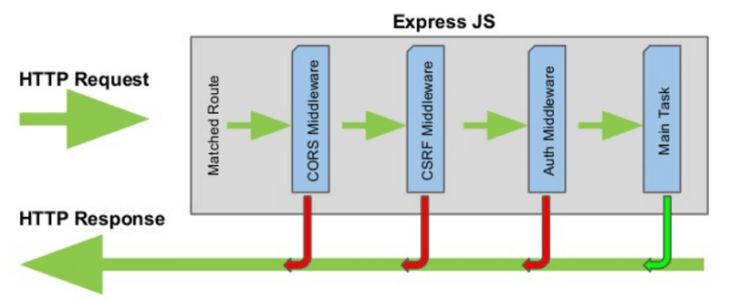 Express JS
HTTP Request
Matched Route
CORS Middleware
CSRF Middleware
Auth Middleware
Main Task
HTTP Response